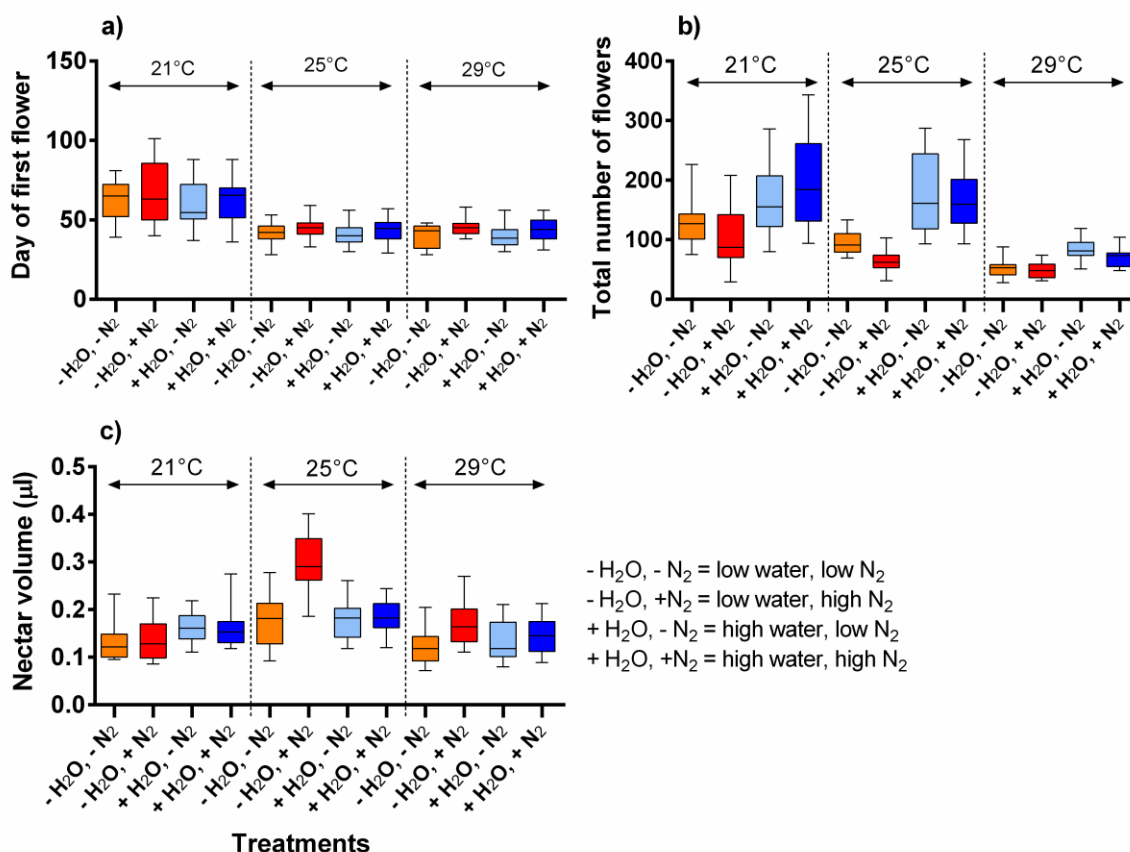 a)
Day of first flower
150
100
50
0
21°C
25°C
29°C
- H₂O, - N₂
- H₂O, + N₂
+ H₂O, - N₂
+ H₂O, + N₂
- H₂O, - N₂
- H₂O, + N₂
+ H₂O, - N₂
+ H₂O, + N₂
- H₂O, - N₂
- H₂O, + N₂
+ H₂O, - N₂
+ H₂O, + N₂
b)
Total number of flowers
400
300
200
100
0
21°C
25°C
29°C
- H₂O, - N₂
- H₂O, + N₂
+ H₂O, - N₂
+ H₂O, + N₂
- H₂O, - N₂
- H₂O, + N₂
+ H₂O, - N₂
+ H₂O, + N₂
- H₂O, - N₂
- H₂O, + N₂
+ H₂O, - N₂
+ H₂O, + N₂
c)
Nectar volume (µl)
0.5
0.4
0.3
0.2
0.1
0.0
21°C
25°C
29°C
- H₂O, - N₂
- H₂O, + N₂
+ H₂O, - N₂
+ H₂O, + N₂
- H₂O, - N₂
- H₂O, + N₂
+ H₂O, - N₂
+ H₂O, + N₂
- H₂O, - N₂
- H₂O, + N₂
+ H₂O, - N₂
+ H₂O, + N₂
Treatments
- H₂O, - N₂ = low water, low N₂
- H₂O, +N₂ = low water, high N₂
+ H₂O, - N₂ = high water, low N₂
+ H₂O, +N₂ = high water, high N₂